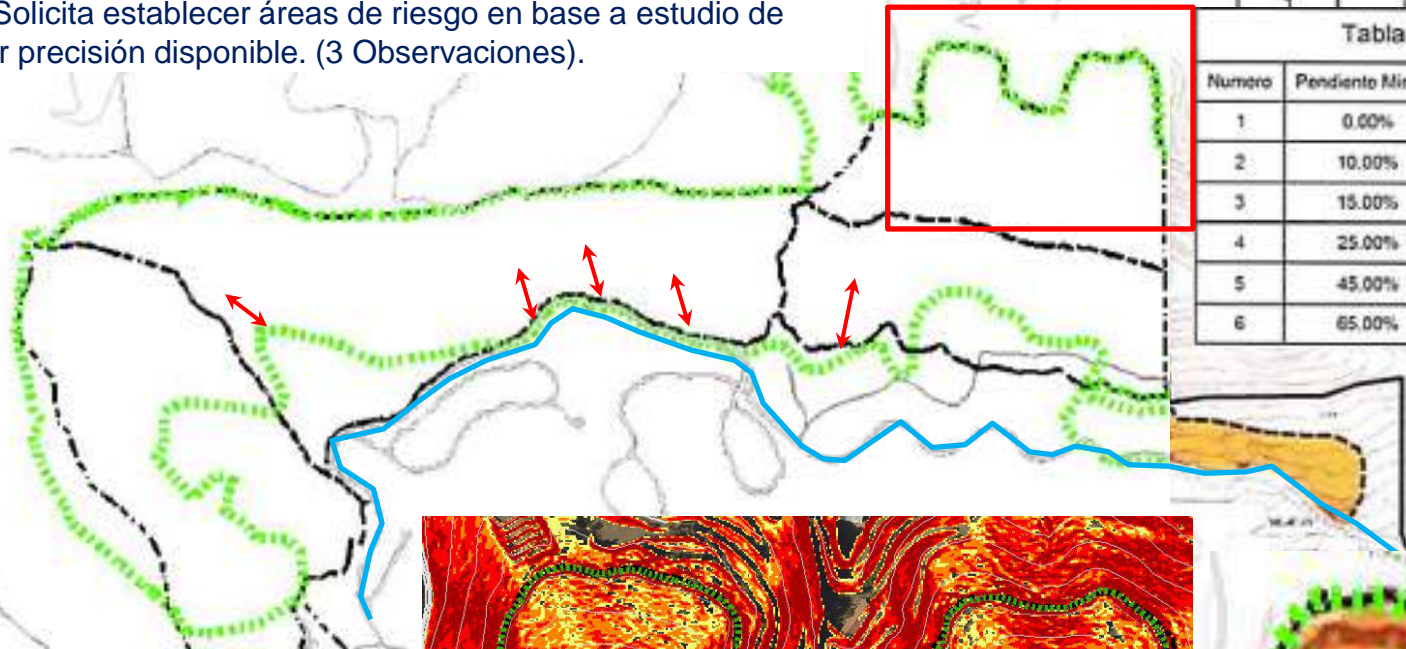 Solicita establecer áreas de riesgo en base a estudio de
r precisión disponible. (3 Observaciones).
Tabla
Numero Pendiento Mi
1 0.00%
2 10.00%
3 15.00%
4 25.00%
5 45.00%
6 65.00%